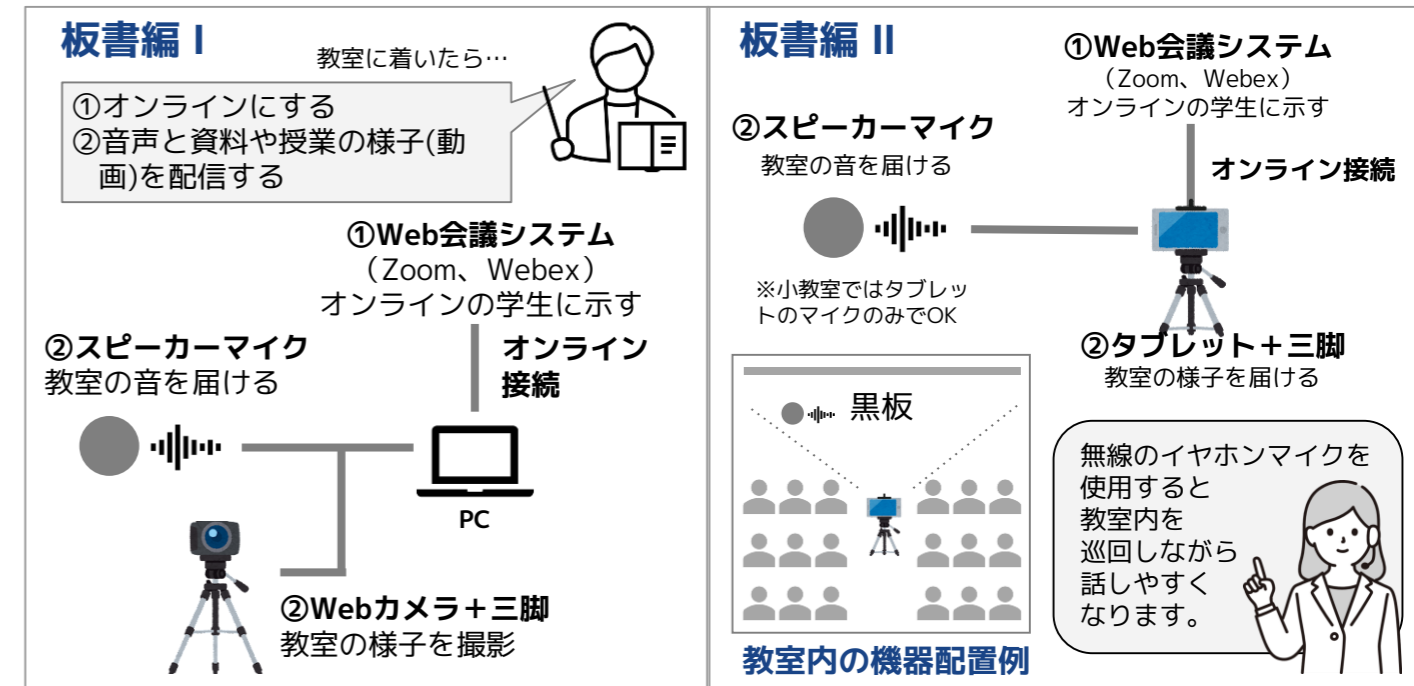 板書編 I
教室に着いたら…
①オンラインにする
②音声と資料や授業の様子(動
画)を配信する
①Web会議システム
（Zoom、Webex）
オンラインの学生に示す
②スピーカーマイク
教室の音を届ける
オンライン
接続
PC
②Webカメラ＋三脚
教室の様子を撮影
板書編 II
①Web会議システム
（Zoom、Webex）
オンラインの学生に示す
②スピーカーマイク
教室の音を届ける
オンライン接続
※小教室ではタブレッ
トのマイクのみでOK
②タブレット＋三脚
教室の様子を届ける
黒板
教室内の機器配置例
無線のイヤホンマイクを
使用すると
教室内を
巡回しながら
話しやすく
なります。